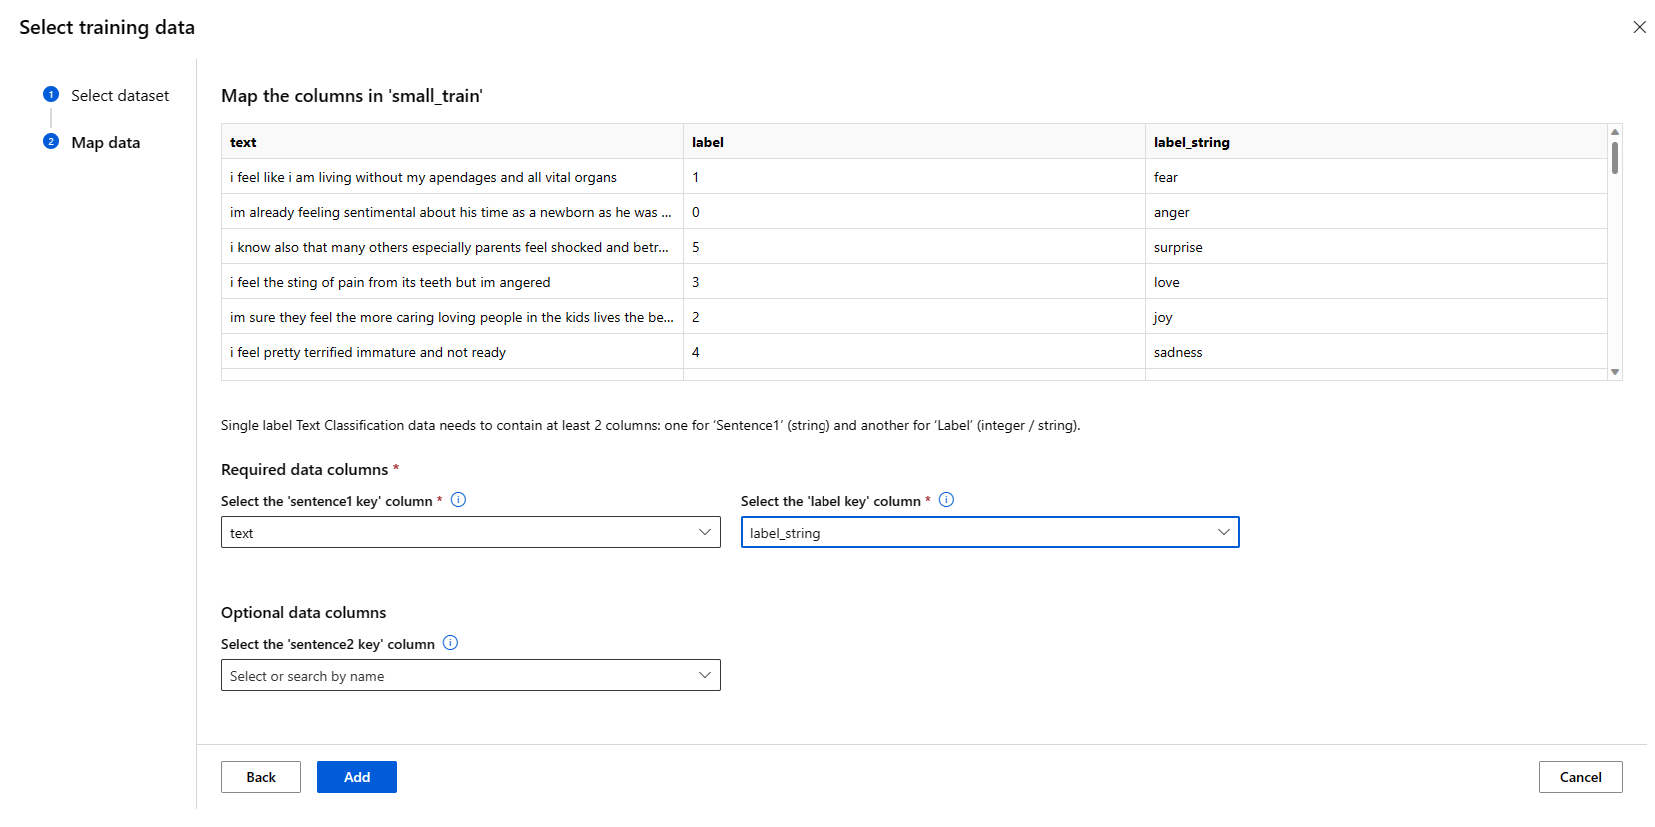 Select training data
1 Select dataset
2 Map data
Map the columns in 'small_train'
text label label_string
i feel like i am living without my apendages and all vital organs 1 fear
im already feeling sentimental about his time as a newborn as he was ... 0 anger
i know also that many others especially parents feel shocked and betr... 5 surprise
i feel the sting of pain from its teeth but im angered 3 love
im sure they feel the more caring loving people in the kids lives the be... 2 joy
i feel pretty terrified immature and not ready 4 sadness
Single label Text Classification data needs to contain at least 2 columns: one for ‘Sentence1’ (string) and another for ‘Label’ (integer / string).
Required data columns *
Select the 'sentence1 key' column * Select the 'label key' column *
text label_string
Optional data columns
Select the 'sentence2 key' column
Select or search by name
Back Add Cancel